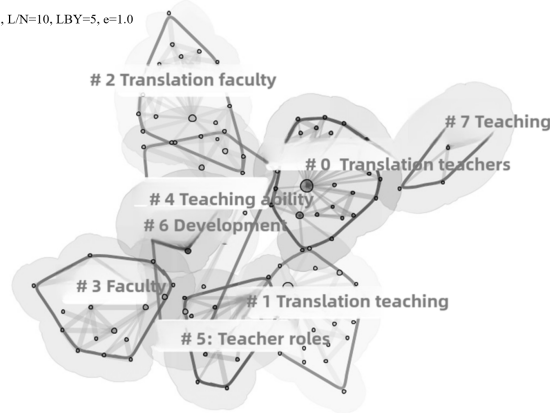 , L/N=10, LBY=5, e=1.0
# 2 Translation faculty
# 7 Teaching
# 0 Translation teachers
# 4 Teaching ability
# 6 Development
# 3 Faculty
# 1 Translation teaching
# 5: Teacher roles